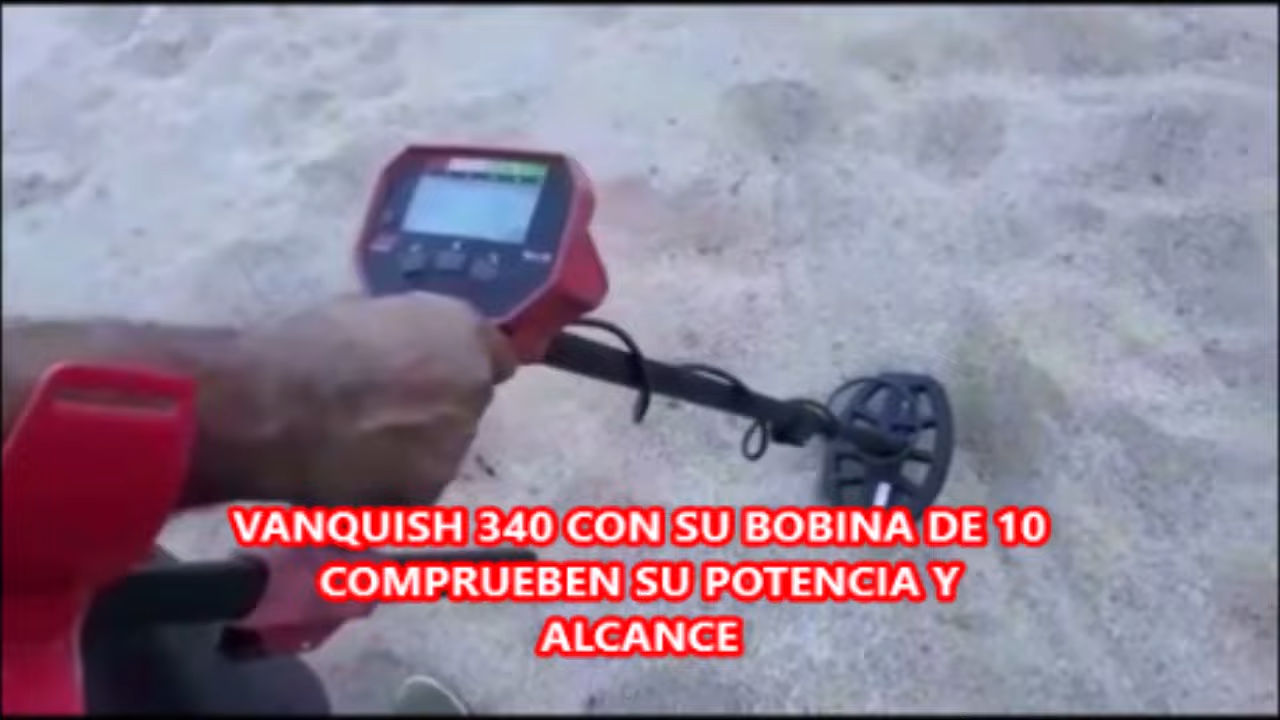 VANQUISH 340 CON SU BOBINA DE 10
COMPRUEBEN SU POTENCIA Y
ALCANCE